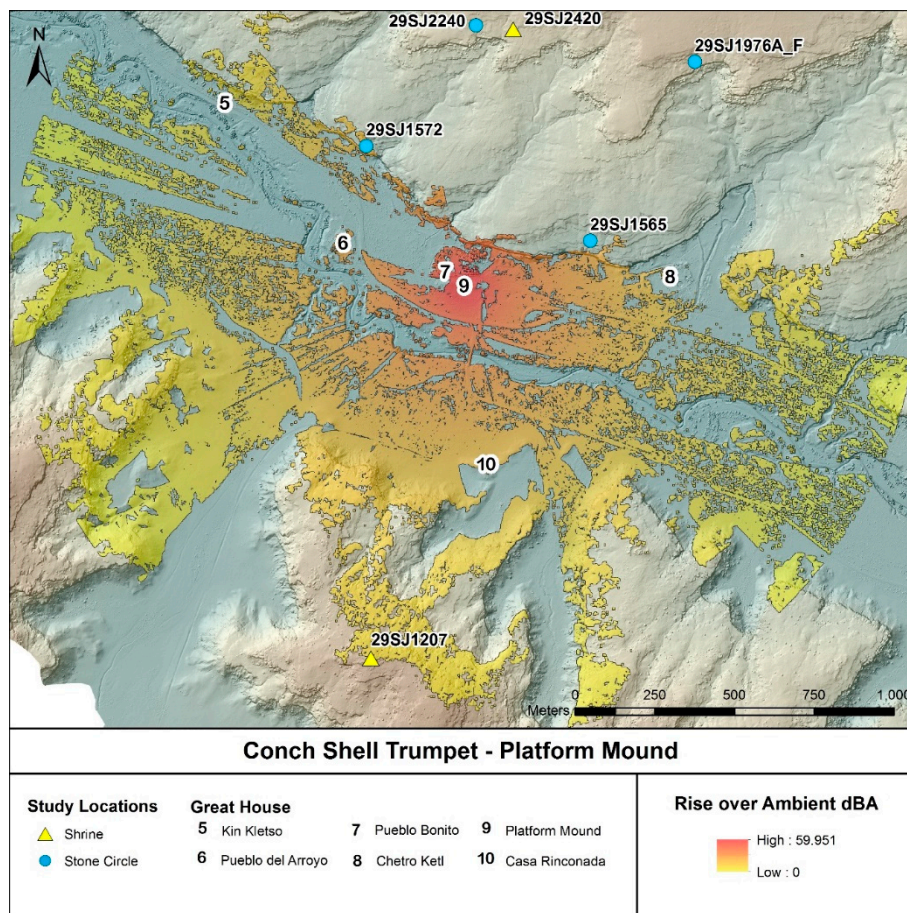 29SJ2240
29SJ2420
29SJ1976A_F
N
5
29SJ1572
29SJ1565
6
7
8
9
10
29SJ1207
0 250 500 750 1,000
Meters
Conch Shell Trumpet - Platform Mound
Study Locations
Shrine
Stone Circle
Great House
5 Kin Kletso
6 Pueblo del Arroyo
7 Pueblo Bonito
8 Chetro Ketl
9 Platform Mound
10 Casa Rinconada
Rise over Ambient dBA
High : 59.951
Low : 0